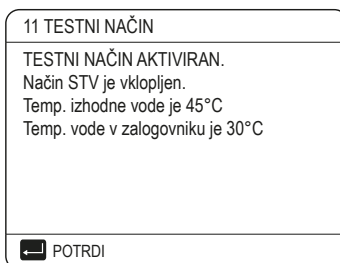 11 TESTNI NAČIN
TESTNI NAČIN AKTIVIRAN.
Način STV je vklopljen.
Temp. izhodne vode je 45°C
Temp. vode v zalogovniku je 30°C
POTRDI